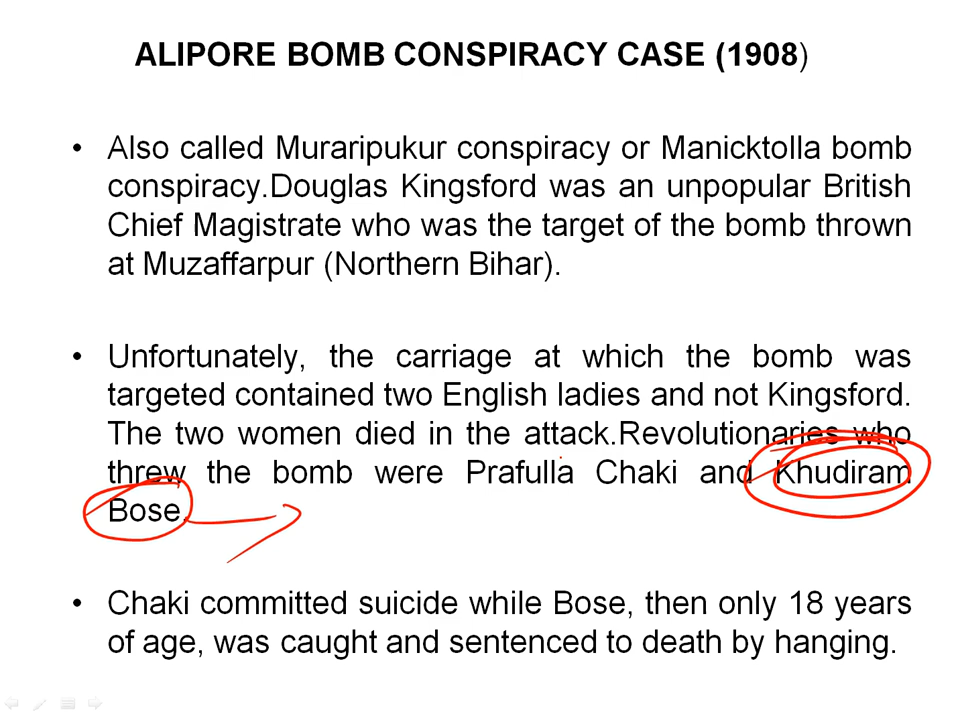 ALIPORE BOMB CONSPIRACY CASE (1908)
• Also called Muraripukur conspiracy or Manicktolla bomb
conspiracy.Douglas Kingsford was an unpopular British
Chief Magistrate who was the target of the bomb thrown
at Muzaffarpur (Northern Bihar).
• Unfortunately, the carriage at which the bomb was
targeted contained two English ladies and not Kingsford.
The two women died in the attack.Revolutionaries who
threw the bomb were Prafulla Chaki and Khudiram
Bose.
• Chaki committed suicide while Bose, then only 18 years
of age, was caught and sentenced to death by hanging.